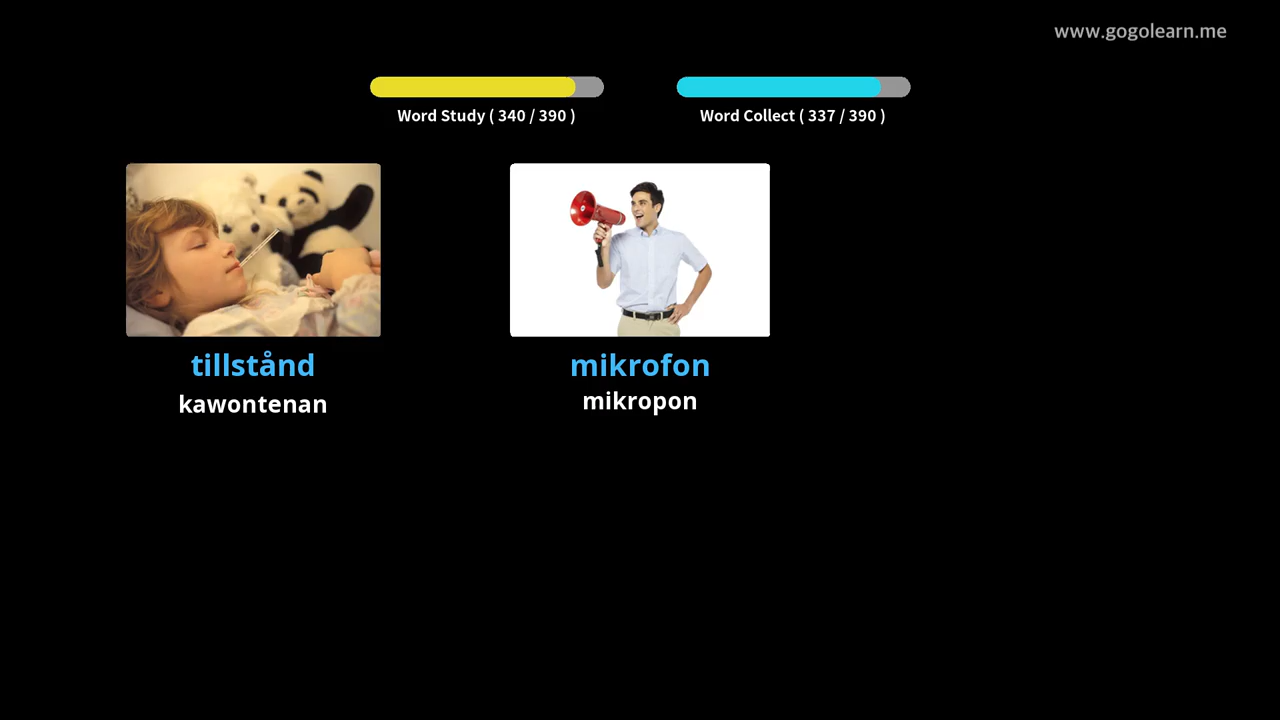 www.gogolearn.me
Word Study ( 340 / 390 )
Word Collect ( 337 / 390 )
tillstånd
kawontenan
mikrofon
mikropon